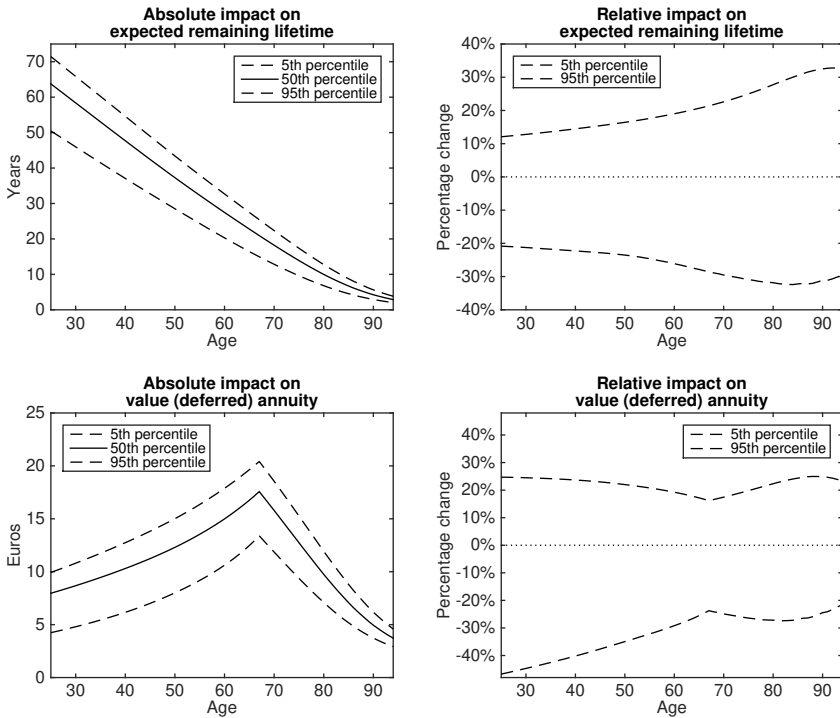 Absolute impact on
expected remaining lifetime
70
60
50
40
30
20
10
0
Years
5th percentile
50th percentile
95th percentile
30 40 50 60 70 80 90
Age
Relative impact on
expected remaining lifetime
40%
30%
20%
10%
0%
-10%
-20%
-30%
-40%
Percentage change
5th percentile
95th percentile
30 40 50 60 70 80 90
Age
Absolute impact on
value (deferred) annuity
25
20
15
10
5
0
Euros
5th percentile
50th percentile
95th percentile
30 40 50 60 70 80 90
Age
Relative impact on
value (deferred) annuity
40%
30%
20%
10%
0%
-10%
-20%
-30%
-40%
Percentage change
5th percentile
95th percentile
30 40 50 60 70 80 90
Age